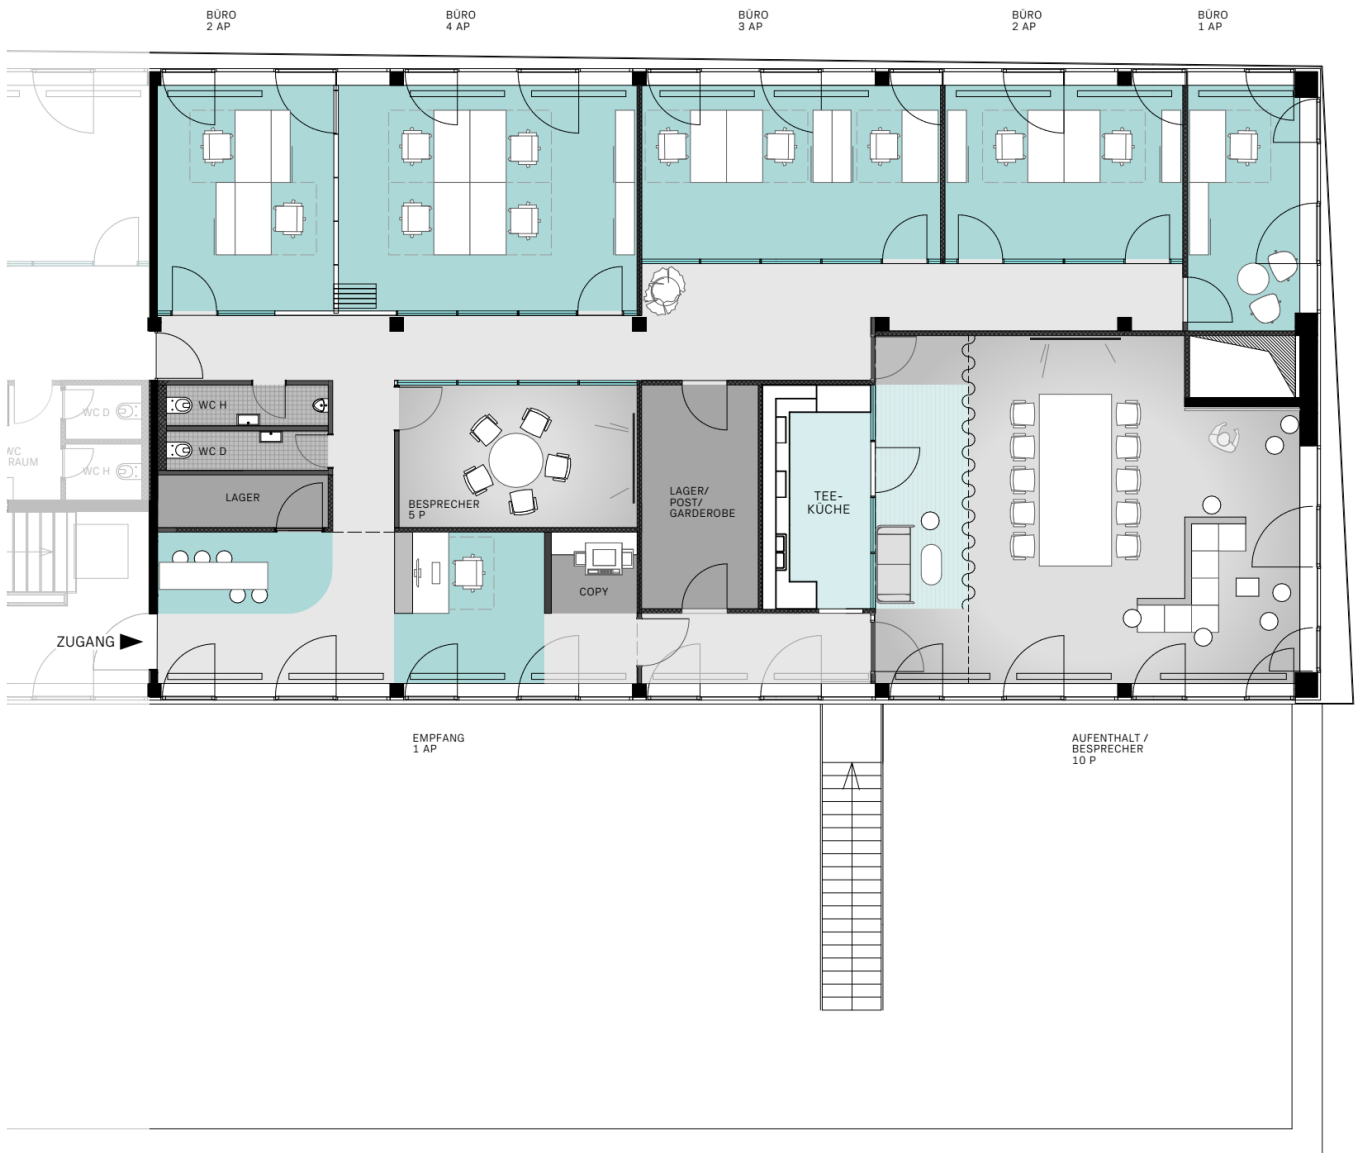 BÜRO
2 AP
BÜRO
4 AP
BÜRO
3 AP
BÜRO
2 AP
BÜRO
1 AP
WC D
WC H
WC
RAUM
WC H
WC D
LAGER
BESPRECHER
5 P
LAGER/
POST/
GARDEROBE
TEE-
KÜCHE
COPY
ZUGANG
EMPFANG
1 AP
AUFENTHALT /
BESPRECHER
10 P